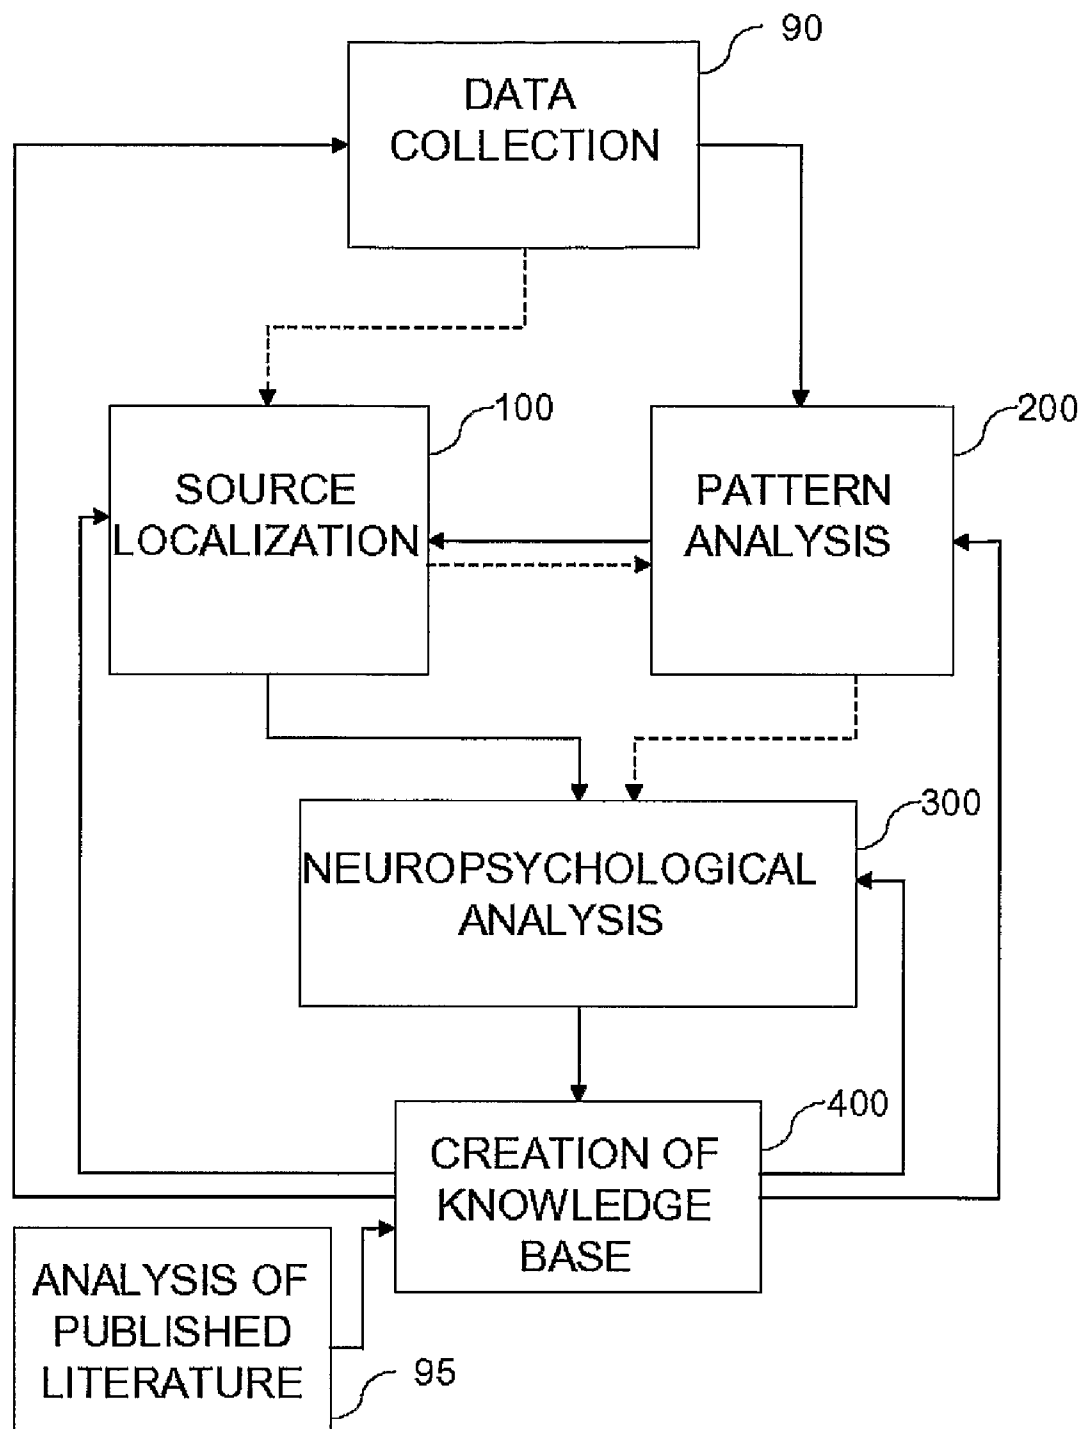 90
DATA
COLLECTION
100
SOURCE
LOCALIZATION
200
PATTERN
ANALYSIS
300
NEUROPSYCHOLOGICAL
ANALYSIS
400
CREATION OF
KNOWLEDGE
BASE
ANALYSIS OF
PUBLISHED
LITERATURE
95